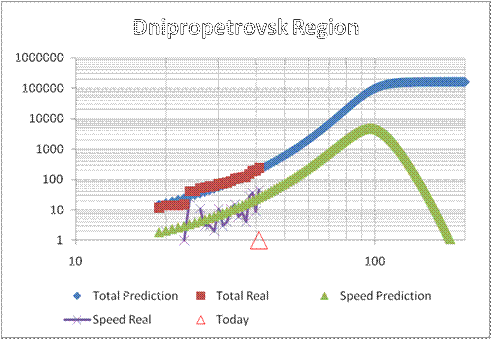 Dnipropetrovsk Region
1000000
100000
10000
1000
100
10
1
10
100
Total Prediction
Total Real
Speed Prediction
Speed Real
Today